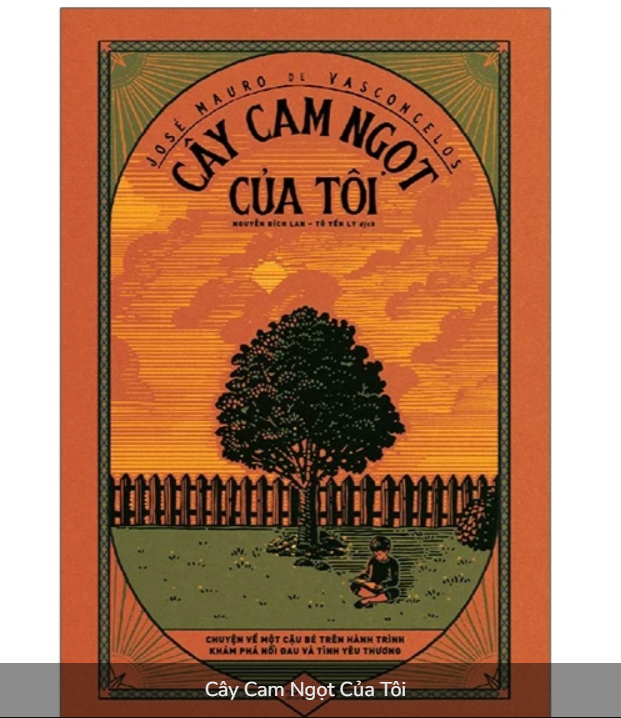 JOSÉ MAURO DE VASCONCELOS
CÂY CAM NGỌT
CỦA TÔI
NGUYỄN BÍCH LAN - TÔ YẾN LY dịch
CHUYỆN VỀ MỘT CẬU BÉ TRÊN HÀNH TRÌNH
KHÁM PHÁ NỖI ĐAU VÀ TÌNH YÊU THƯƠNG
Cây Cam Ngọt Của Tôi